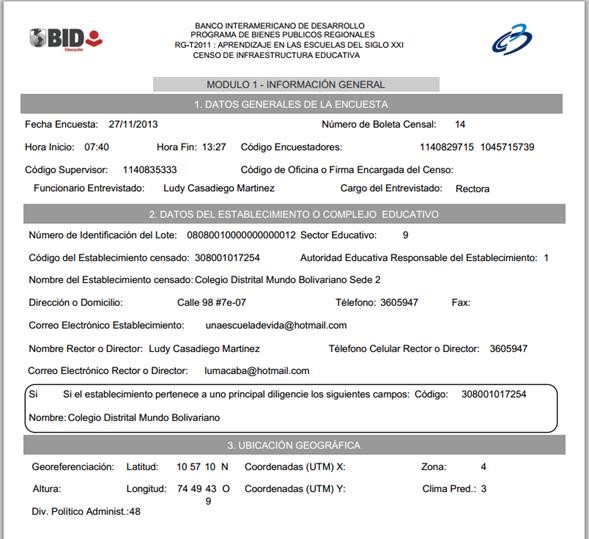 BID
Educación
BANCO INTERAMERICANO DE DESARROLLO
PROGRAMA DE BIENES PUBLICOS REGIONALES
RG-T2011 : APRENDIZAJE EN LAS ESCUELAS DEL SIGLO XXI
CENSO DE INFRAESTRUCTURA EDUCATIVA
MODULO 1 - INFORMACIÓN GENERAL
1. DATOS GENERALES DE LA ENCUESTA
Fecha Encuesta: 27/11/2013 Número de Boleta Censal: 14
Hora Inicio: 07:40 Hora Fin: 13:27 Código Encuestadores: 1140829715 1045715739
Código Supervisor: 1140835333 Código de Oficina o Firma Encargada del Censo:
Funcionario Entrevistado: Ludy Casadiego Martinez Cargo del Entrevistado: Rectora
2. DATOS DEL ESTABLECIMIENTO O COMPLEJO EDUCATIVO
Número de Identificación del Lote: 08080010000000000012 Sector Educativo: 9
Código del Establecimiento censado: 308001017254 Autoridad Educativa Responsable del Establecimiento: 1
Nombre del Establecimiento censado: Colegio Distrital Mundo Bolivariano Sede 2
Dirección o Domicilio: Calle 98 #7e-07 Teléfono: 3605947 Fax:
Correo Electrónico Establecimiento: unaescueladevida@hotmail.com
Nombre Rector o Director: Ludy Casadiego Martinez Télefono Celular Rector o Director: 3605947
Correo Electrónico Rector o Director: lumacaba@hotmail.com
Si Si el establecimiento pertenece a uno principal diligencie los siguientes campos: Código: 308001017254
Nombre: Colegio Distrital Mundo Bolivariano
3. UBICACIÓN GEOGRÁFICA
Georeferenciación: Latitud: 10 57 10 N Coordenadas (UTM) X: Zona: 4
Altura: Longitud: 74 49 43 O Coordenadas (UTM) Y: Clima Pred.: 3
9
Div. Político Administ.:48